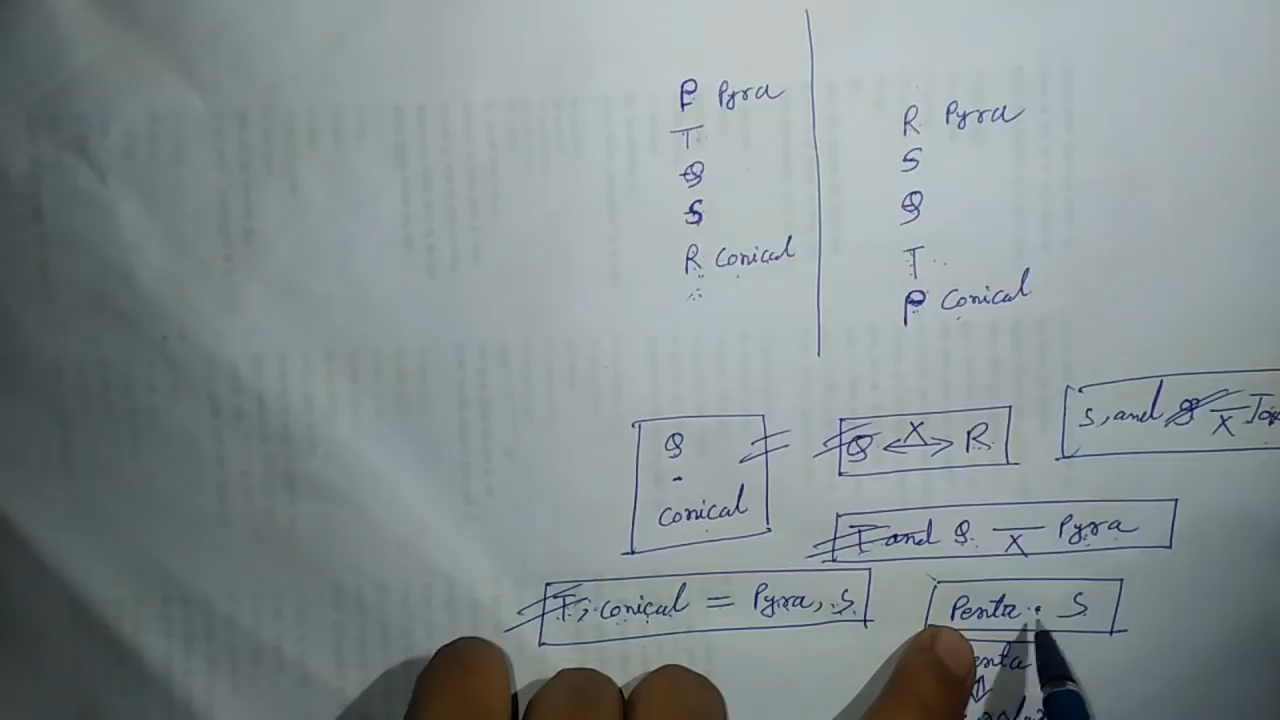 P Pyra
T
Q
S
R Conical
R Pyra
S
Q
T
P Conical
Q
-
conical
Q <-X-> R
S, and Q X
T and Q X Pyra
T, conical = Pyra, S
Penta . S